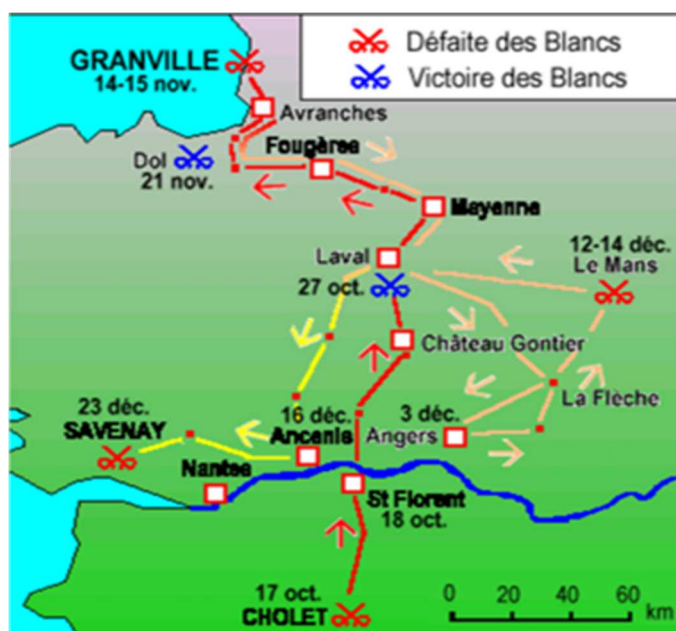 Défaite des Blancs
Victoire des Blancs
GRANVILLE
14-15 nov.
Avranches
Fougères
Dol
21 nov.
Mayenne
Laval
27 oct.
12-14 déc.
Le Mans
Château Gontier
La Flèche
23 déc.
SAVENAY
16 déc.
Ancenis
3 déc.
Angers
Nantes
St Florent
18 oct.
17 oct.
CHOLET
0 20 40 60
km